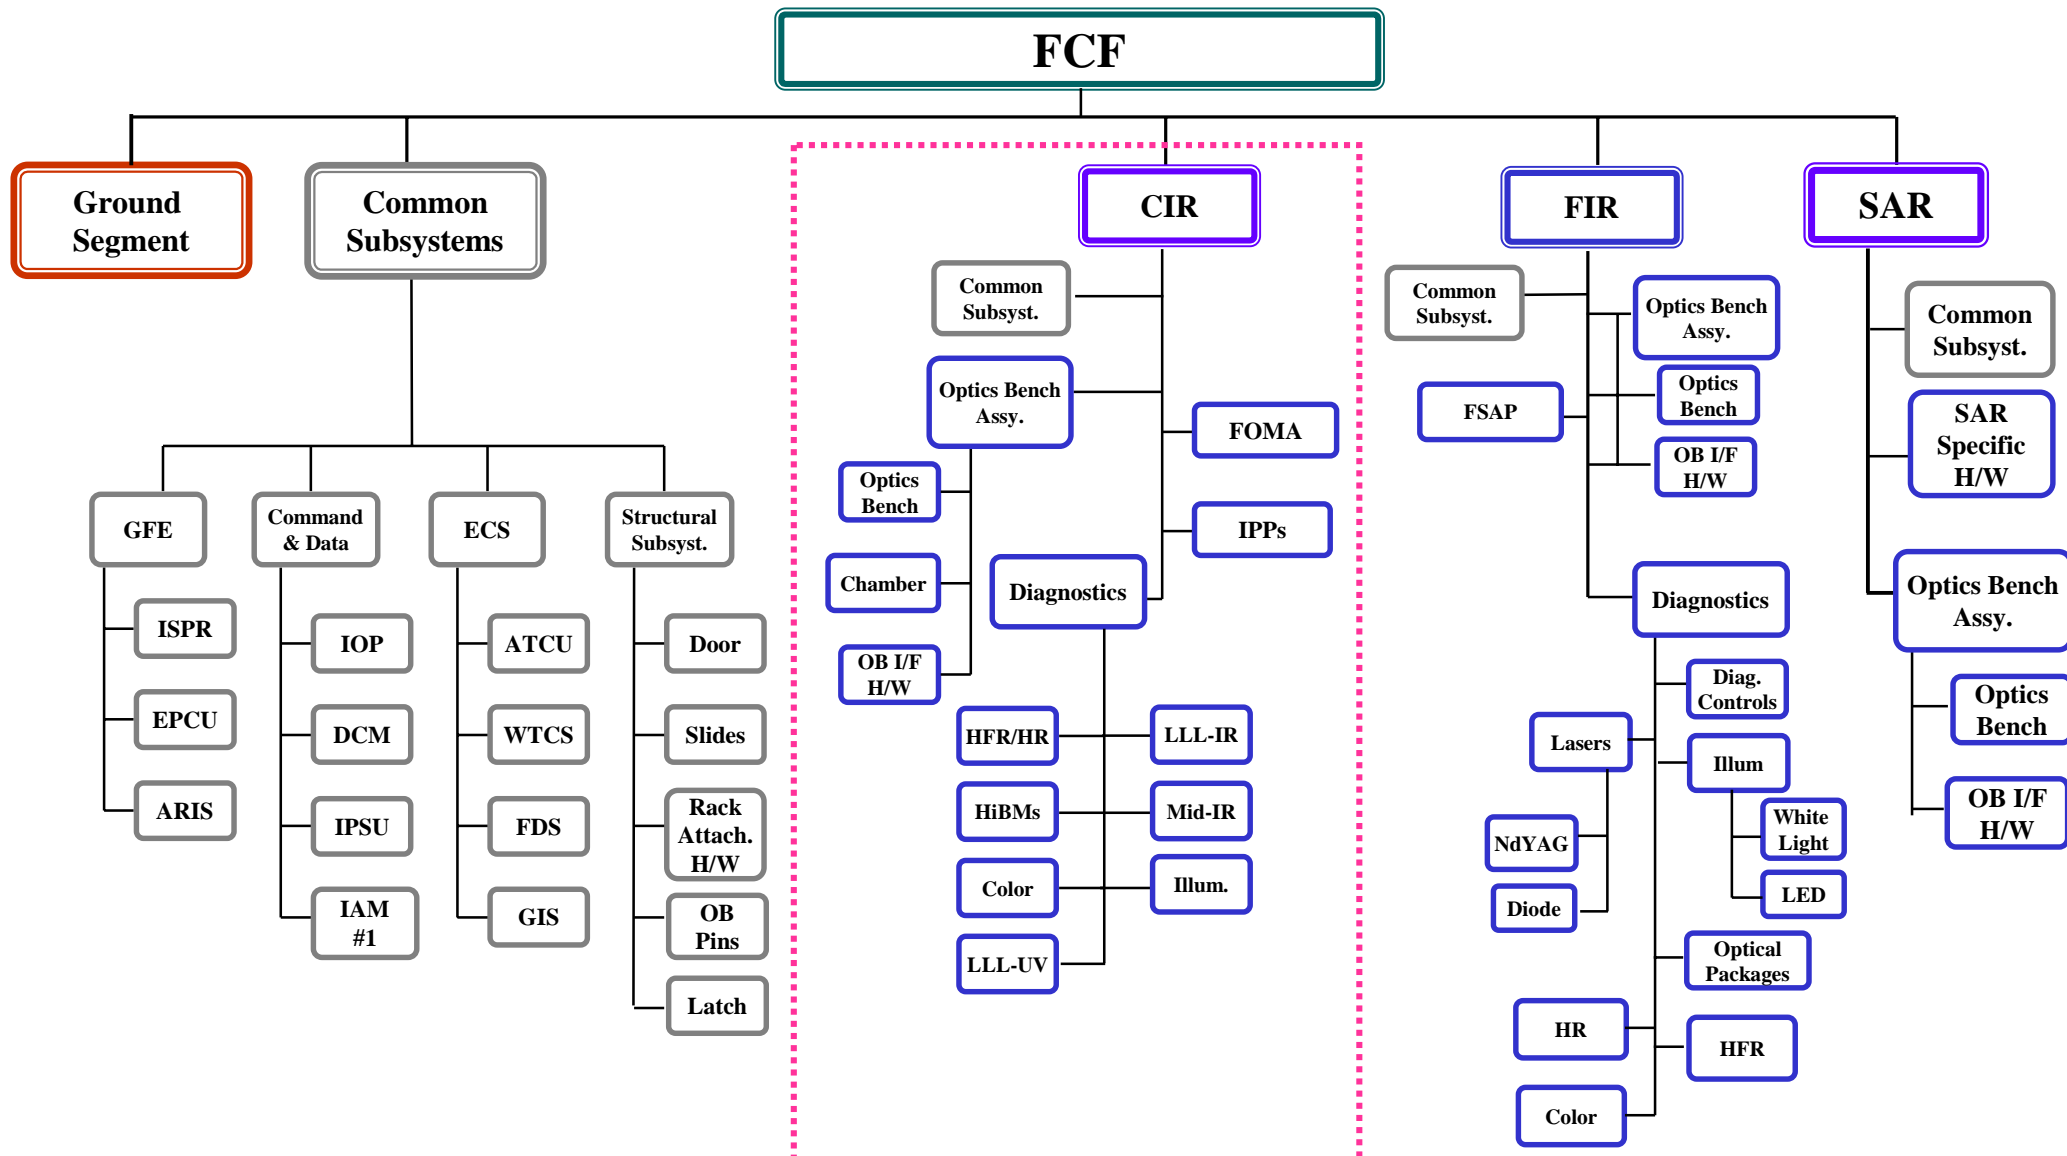 FCF
Ground
Segment
Common
Subsystems
CIR
FIR
SAR
GFE
Command
& Data
ECS
Structural
Subsyst.
ISPR
EPCU
ARIS
IOP
DCM
IPSU
IAM
#1
ATCU
WTCS
FDS
GIS
Door
Slides
Rack
Attach.
H/W
OB
Pins
Latch
Common
Subsyst.
Optics Bench
Assy.
Optics
Bench
Chamber
OB I/F
H/W
FOMA
IPPs
Diagnostics
HFR/HR
LLL-IR
HiBMs
Mid-IR
Color
Illum.
LLL-UV
Common
Subsyst.
Optics Bench
Assy.
FSAP
Optics
Bench
OB I/F
H/W
Diagnostics
Diag.
Controls
Lasers
Illum
NdYAG
Diode
White
Light
LED
Optical
Packages
HR
HFR
Color
Common
Subsyst.
SAR
Specific
H/W
Optics Bench
Assy.
Optics
Bench
OB I/F
H/W